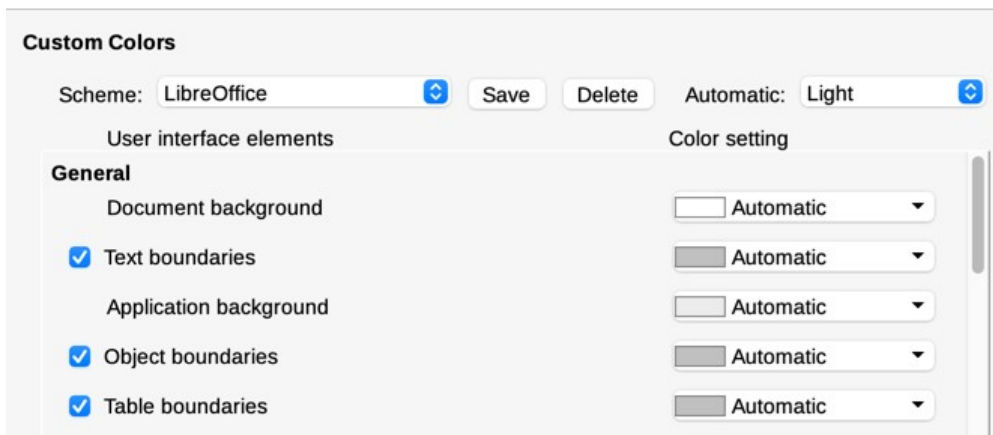 Custom Colors
Scheme: LibreOffice Save Delete Automatic: Light
User interface elements Color setting
General
Document background Automatic
Text boundaries Automatic
Application background Automatic
Object boundaries Automatic
Table boundaries Automatic